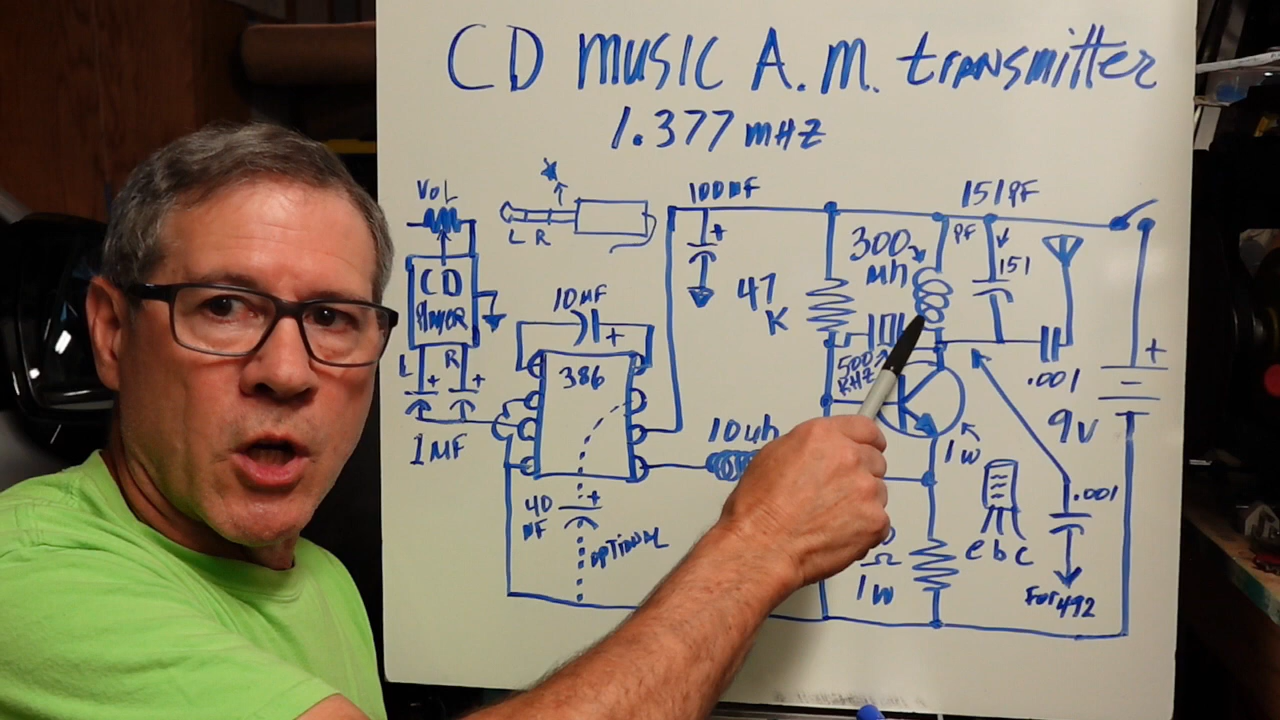 CD MUSIC A.M. transmitter
1.377 mHZ
VOL
CD
Player
L R
+ +
1MF
* L R
10MF
+
386
40
MF
+
OPTIONAL
100MF
+
47
K
10uh
300
Mh
PF
151PF
151
500
KHZ
1W
.001
9V
+
e b c
.001
For 492
Ω
1W